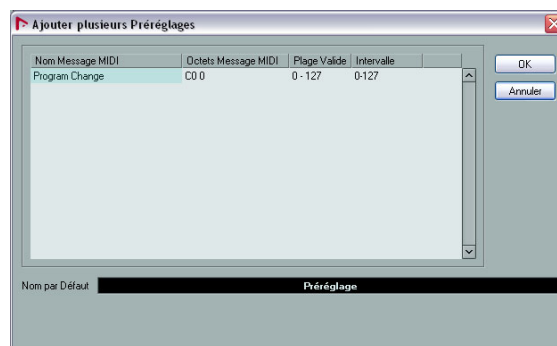 Ajouter plusieurs Préréglages
Nom Message MIDI Octets Message MIDI Plage Valide Intervalle
Program Change C0 0 0 - 127 0-127
OK
Annuler
Nom par Défaut Préréglage